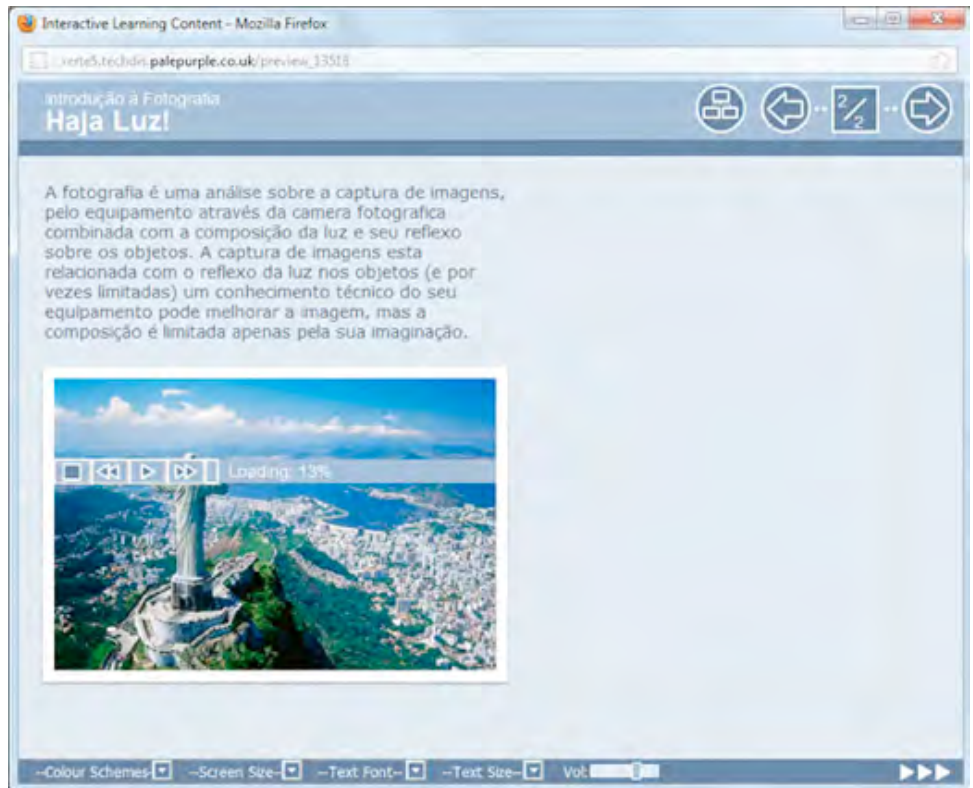 Interactive Learning Content - Mozilla Firefox
xerte5.techdis.palepurple.co.uk/preview_13513
Introdução à Fotografia
Haja Luz!
2/2
A fotografia é uma análise sobre a captura de imagens,
pelo equipamento através da camera fotografica
combinada com a composição da luz e seu reflexo
sobre os objetos. A captura de imagens esta
relacionada com o reflexo da luz nos objetos (e por
vezes limitadas) um conhecimento técnico do seu
equipamento pode melhorar a imagem, mas a
composição é limitada apenas pela sua imaginação.
Loading: 13%
--Colour Schemes- --Screen Size-- --Text Font-- --Text Size-- Vol: